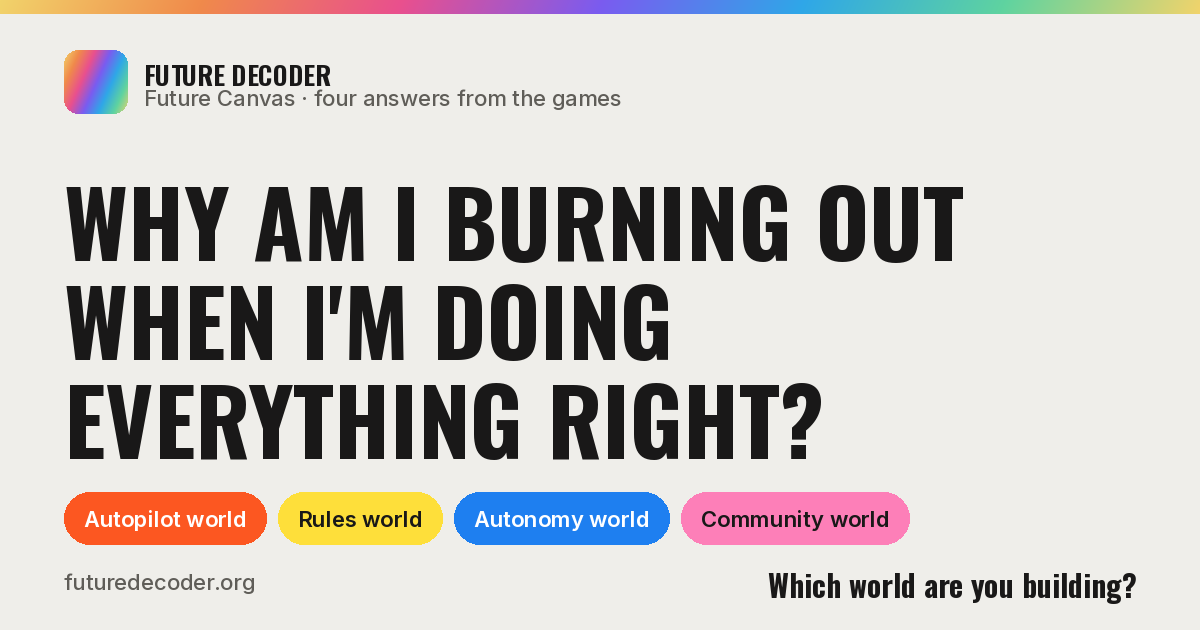 FUTURE DECODER
Future Canvas · four answers from the games
WHY AM I BURNING OUT
WHEN I'M DOING
EVERYTHING RIGHT?
Autopilot world
Rules world
Autonomy world
Community world
futuredecoder.org
Which world are you building?